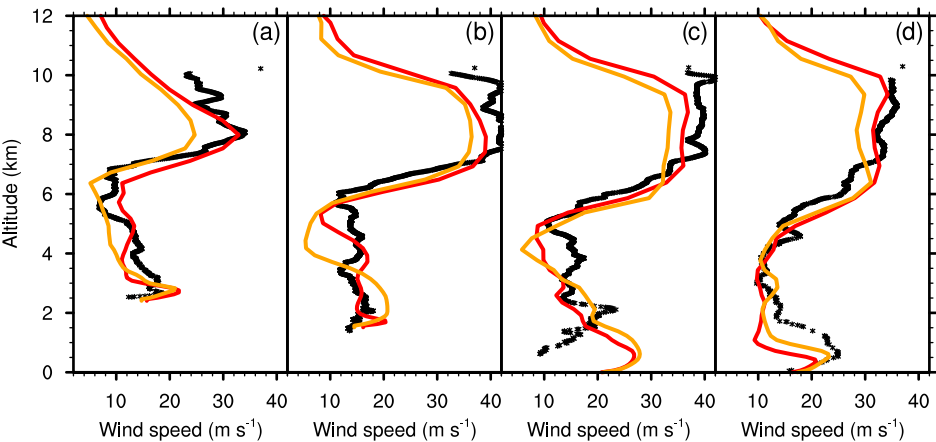 (a) (b) (c) (d)
12
10
8
6
4
2
0
Altitude (km)
10 20 30 40 10 20 30 40 10 20 30 40 10 20 30 40
Wind speed (m s⁻¹) Wind speed (m s⁻¹) Wind speed (m s⁻¹) Wind speed (m s⁻¹)